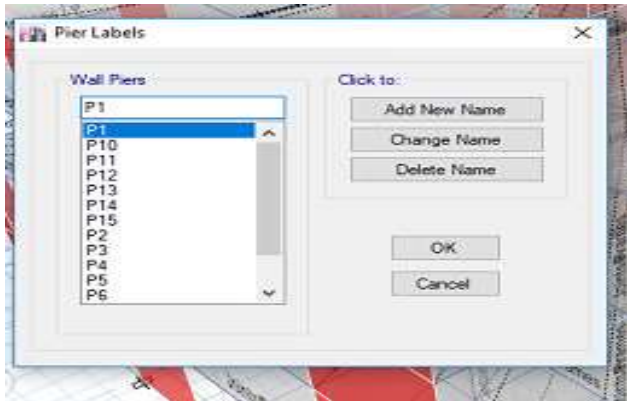 Pier Labels
Wall Piers
P1
P1
P10
P11
P12
P13
P14
P15
P2
P3
P4
P5
P6
Click to:
Add New Name
Change Name
Delete Name
OK
Cancel